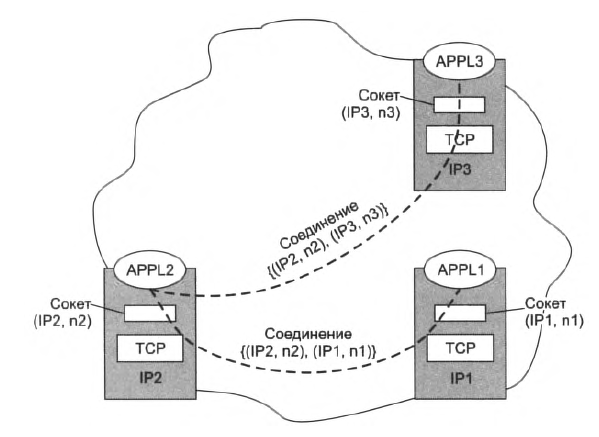 APPL3
Сокет
(IP3, n3)
TCP
IP3
Соединение
{(IP2, n2), (IP3, n3)}
APPL2
Сокет
(IP2, n2)
TCP
IP2
Соединение
{(IP2, n2), (IP1, n1)}
APPL1
Сокет
(IP1, n1)
TCP
IP1